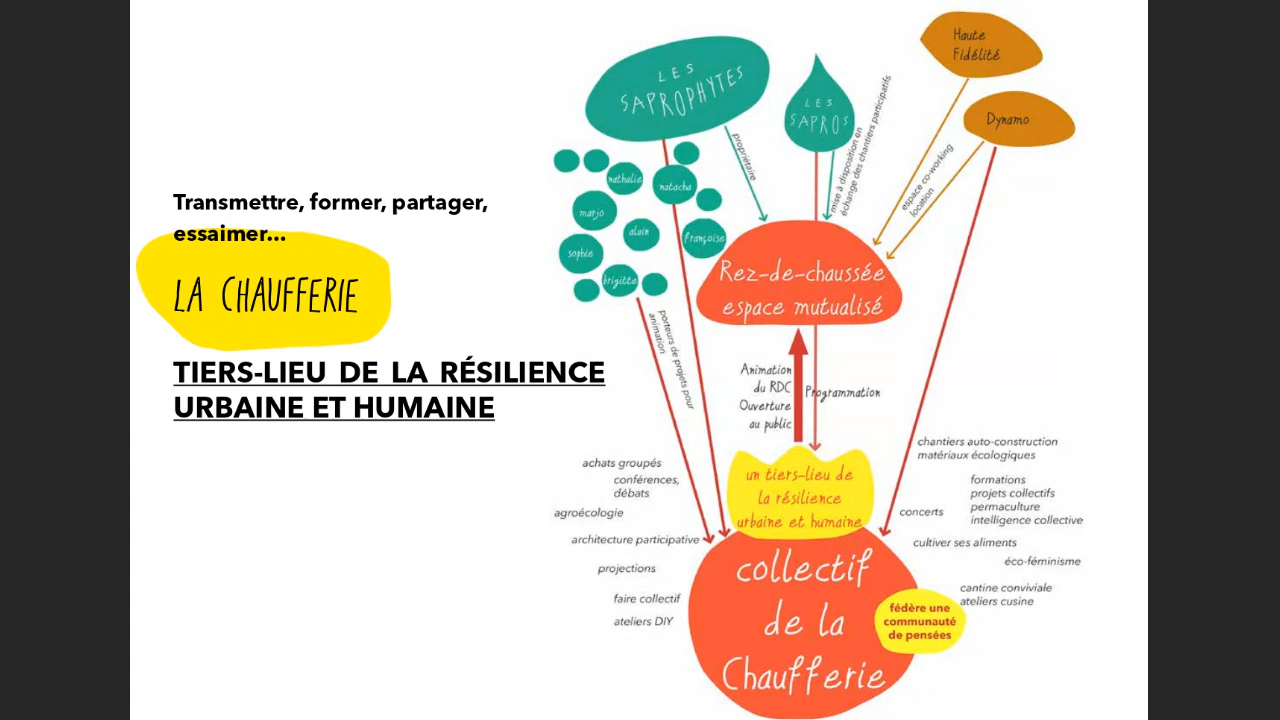 Transmettre, former, partager,
essaimer...
LA CHAUFFERIE
TIERS-LIEU DE LA RÉSILIENCE
URBAINE ET HUMAINE
LES
SAPROPHYTES
LES
SAPROS
Haute
Fidélité
Dynamo
propriétaire
mise à disposition en
échange des chantiers participatifs
espace co-working
location
nathalie
natacha
marjo
alain
françoise
sophie
brigitte
Rez-de-chaussée
espace mutualisé
porteurs de projets pour
animation
Animation
du RDC
Ouverture
au public
Programmation
un tiers-lieu de
la résilience
urbaine et humaine
achats groupés
conférences,
débats
agroécologie
architecture participative
projections
faire collectif
ateliers DIY
chantiers auto-construction
matériaux écologiques
formations
projets collectifs
permaculture
intelligence collective
concerts
cultiver ses aliments
éco-féminisme
cantine conviviale
ateliers cusine
collectif
de la
Chaufferie
fédère une
communauté
de pensées